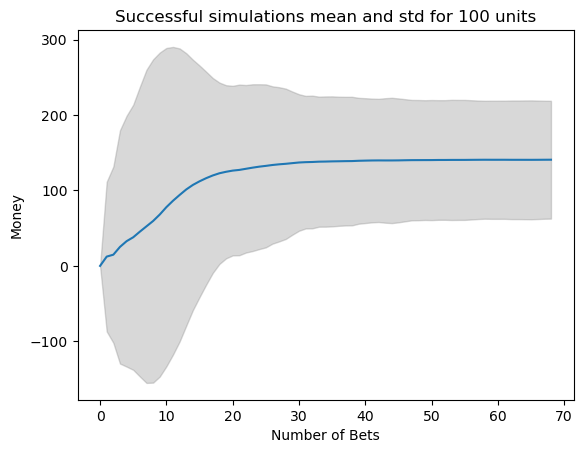 Successful simulations mean and std for 100 units
300
200
100
0
−100
Money
0 10 20 30 40 50 60 70
Number of Bets